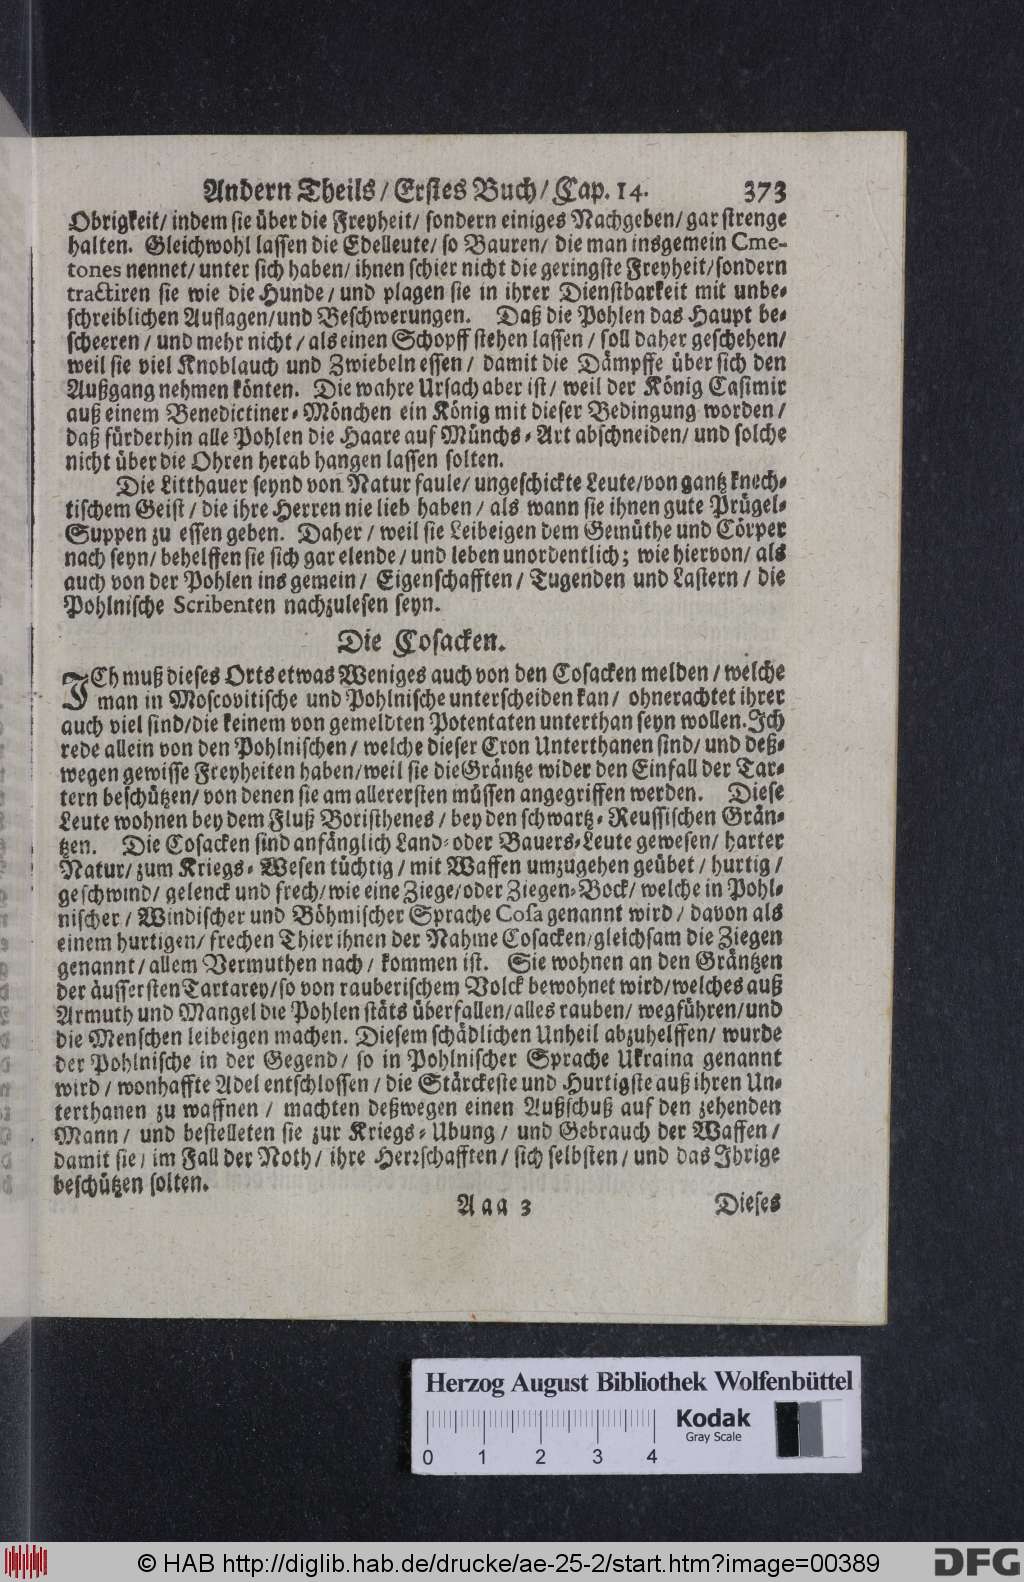 Andern Theils / Erstes Buch / Cap. 14. 373
Obrigkeit / indem sie über die Freyheit / sondern einiges Nachgeben / gar strenge
halten. Gleichwohl lassen die Edelleute / so Bauren / die man insgemein Cme-
tones nennet / unter sich haben / ihnen schier nicht die geringste Freyheit / sondern
tractiren sie wie die Hunde / und plagen sie in ihrer Dienstbarkeit mit unbe-
schreiblichen Auflagen / und Beschwerungen. Daß die Pohlen das Haupt be-
scheeren / und mehr nicht / als einen Schopff stehen lassen / soll daher geschehen /
weil sie viel Knoblauch und Zwiebeln essen / damit die Dämpffe über sich den
Außgang nehmen könten. Die wahre Ursach aber ist / weil der König Casimir
auß einem Benedictiner-Mönchen ein König mit dieser Bedingung worden /
daß fürderhin alle Pohlen die Haare auf Münchs-Art abschneiden / und solche
nicht über die Ohren herab hangen lassen solten.
Die Litthauer seynd von Natur faule / ungeschickte Leute / von gantz knech-
tischem Geist / die ihre Herren nie lieb haben / als wann sie ihnen gute Prügel-
Suppen zu essen geben. Daher / weil sie Leibeigen dem Gemüthe und Cörper
nach seyn / behelffen sie sich gar elende / und leben unordentlich; wie hiervon / als
auch von der Pohlen ins gemein / Eigenschafften / Tugenden und Lastern / die
Pohlnische Scribenten nachzulesen seyn.
Die Cosacken.
ICh muß dieses Orts etwas Weniges auch von den Cosacken melden / welche
man in Moscovitische und Pohlnische unterscheiden kan / ohnerachtet ihrer
auch viel sind / die keinem von gemeldten Potentaten unterthan seyn wollen. Ich
rede allein von den Pohlnischen / welche dieser Cron Unterthanen sind / und deß-
wegen gewisse Freyheiten haben / weil sie die Gräntze wider den Einfall der Tar-
tern beschützen / von denen sie am allerersten müssen angegriffen werden. Diese
Leute wohnen bey dem Fluß Boristhenes / bey den schwartz-Reussischen Grän-
tzen. Die Cosacken sind anfänglich Land- oder Bauers-Leute gewesen / harter
Natur / zum Kriegs-Wesen tüchtig / mit Waffen umzugehen geübet / hurtig /
geschwind / gelenck und frech / wie eine Ziege / oder Ziegen-Bock / welche in Pohl-
nischer / Windischer und Böhmischer Sprache Cosa genannt wird / davon als
einem hurtigen / frechen Thier ihnen der Nahme Cosacken / gleichsam die Ziegen
genannt / allem Vermuthen nach / kommen ist. Sie wohnen an den Gräntzen
der äussersten Tartarey / so von rauberischem Volck bewohnet wird / welches auß
Armuth und Mangel die Pohlen stäts überfallen / alles rauben / wegführen / und
die Menschen leibeigen machen. Diesem schädlichen Unheil abzuhelffen / wurde
der Pohlnische in der Gegend / so in Pohlnischer Sprache Ukraina genannt
wird / wonhaffte Adel entschlossen / die Stärckeste und Hurtigste auß ihren Un-
terthanen zu waffnen / machten deßwegen einen Außschuß auf den zehenden
Mann / und bestelleten sie zur Kriegs-Ubung / und Gebrauch der Waffen /
damit sie / im Fall der Noth / ihre Herrschafften / sich selbsten / und das Ihrige
beschützen solten.
Aaa 3 Dieses
Herzog August Bibliothek Wolfenbüttel
Kodak
Gray Scale
0 1 2 3 4
© HAB http://diglib.hab.de/drucke/ae-25-2/start.htm?image=00389
DFG